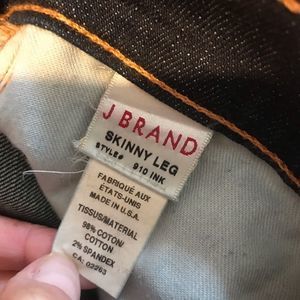 J BRAND
SKINNY LEG
STYLE# 910 INK
FABRIQUÉ AUX
ÉTATS-UNIS
MADE IN U.S.A.
TISSUS/MATERIAL
98% COTON/
COTTON
2% SPANDEX
CA: 03263